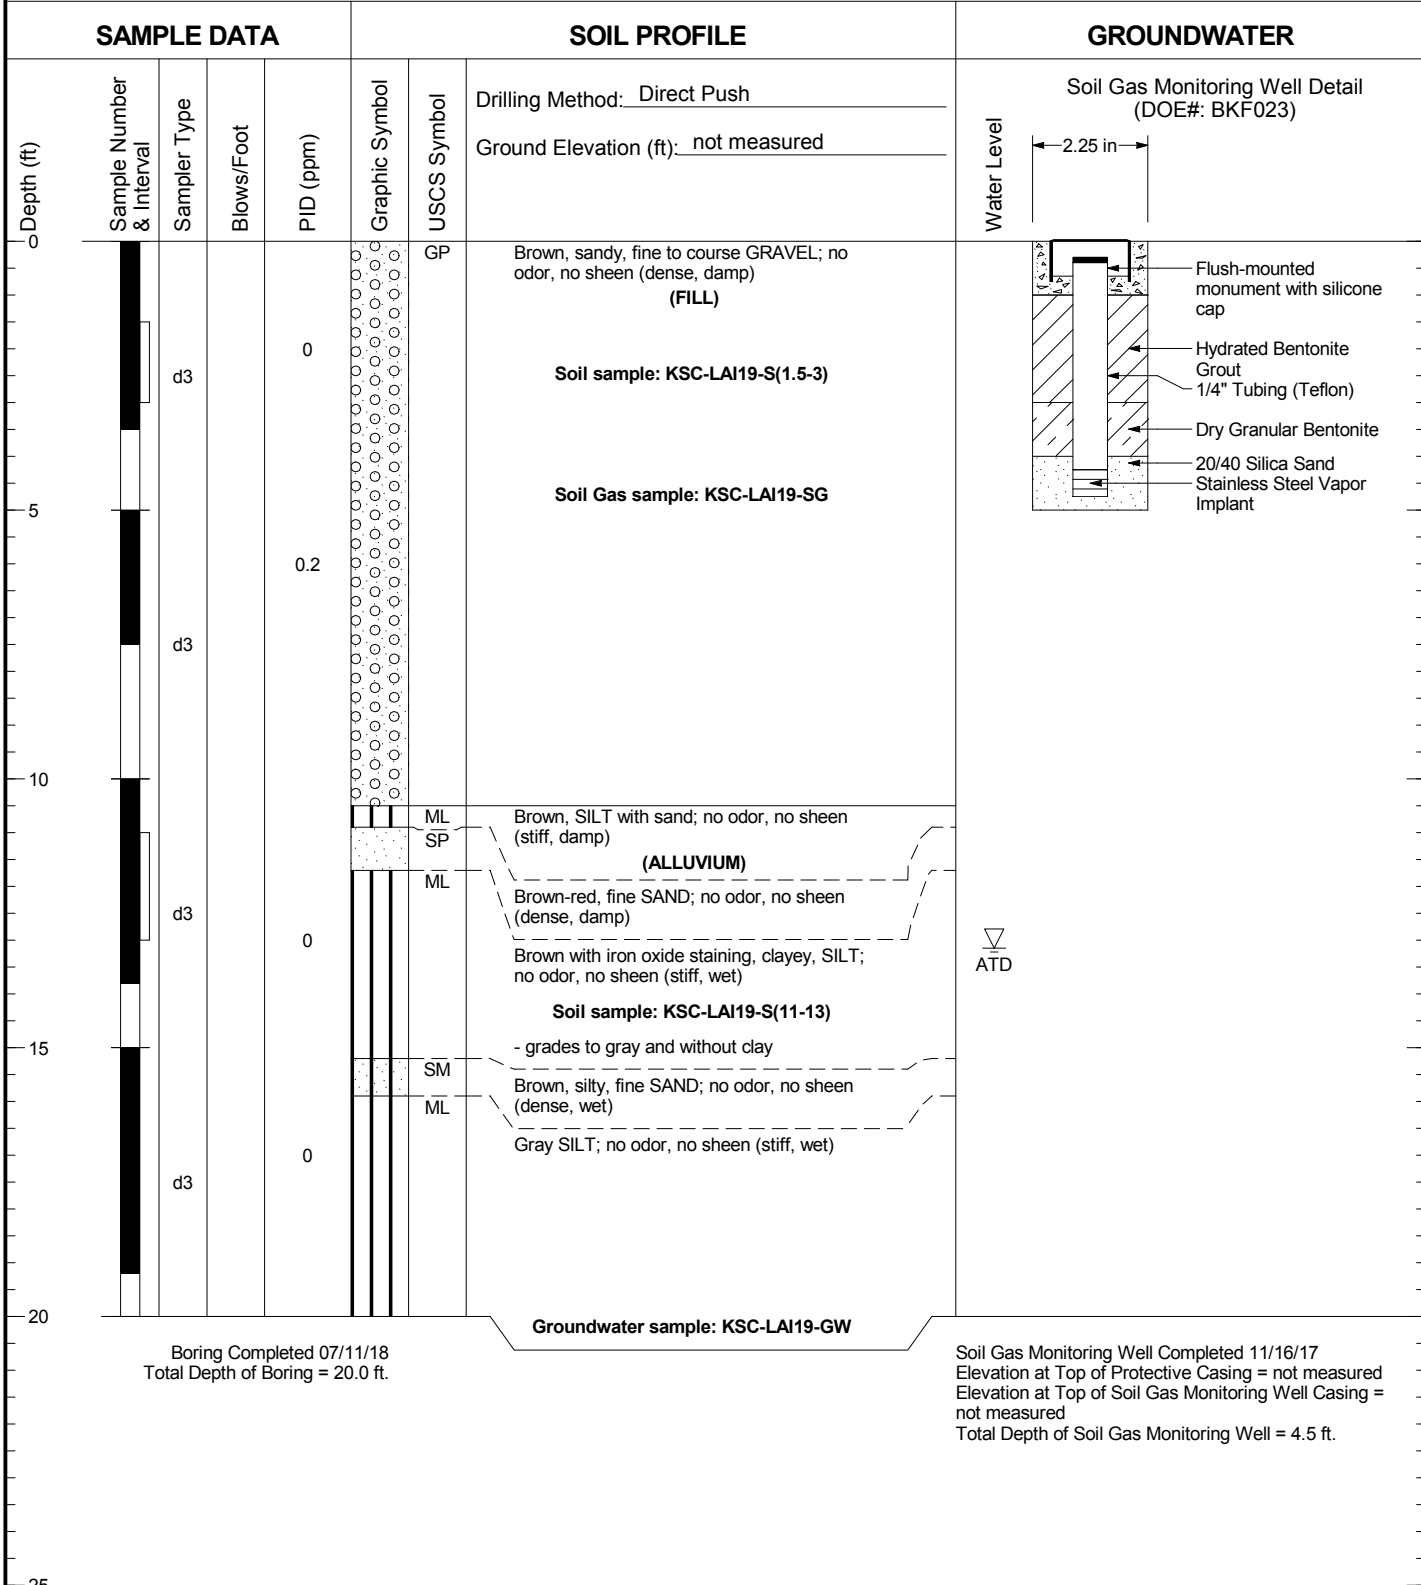 SAMPLE DATA
SOIL PROFILE
GROUNDWATER
Depth (ft)
Sample Number
& Interval
Sampler Type
Blows/Foot
PID (ppm)
Graphic Symbol
USCS Symbol
Drilling Method: Direct Push
Ground Elevation (ft): not measured
Water Level
Soil Gas Monitoring Well Detail
(DOE#: BKF023)
2.25 in
0
GP
Brown, sandy, fine to course GRAVEL; no
odor, no sheen (dense, damp)
(FILL)
Flush-mounted
monument with silicone
cap
0
d3
Soil sample: KSC-LAI19-S(1.5-3)
Hydrated Bentonite
Grout
1/4" Tubing (Teflon)
Dry Granular Bentonite
20/40 Silica Sand
Stainless Steel Vapor
Implant
Soil Gas sample: KSC-LAI19-SG
5
0.2
d3
10
ML
Brown, SILT with sand; no odor, no sheen
(stiff, damp)
SP
(ALLUVIUM)
ML
Brown-red, fine SAND; no odor, no sheen
(dense, damp)
d3
0
Brown with iron oxide staining, clayey, SILT;
no odor, no sheen (stiff, wet)
ATD
Soil sample: KSC-LAI19-S(11-13)
15
- grades to gray and without clay
SM
Brown, silty, fine SAND; no odor, no sheen
(dense, wet)
ML
Gray SILT; no odor, no sheen (stiff, wet)
0
d3
20
Groundwater sample: KSC-LAI19-GW
Boring Completed 07/11/18
Total Depth of Boring = 20.0 ft.
Soil Gas Monitoring Well Completed 11/16/17
Elevation at Top of Protective Casing = not measured
Elevation at Top of Soil Gas Monitoring Well Casing =
not measured
Total Depth of Soil Gas Monitoring Well = 4.5 ft.
25